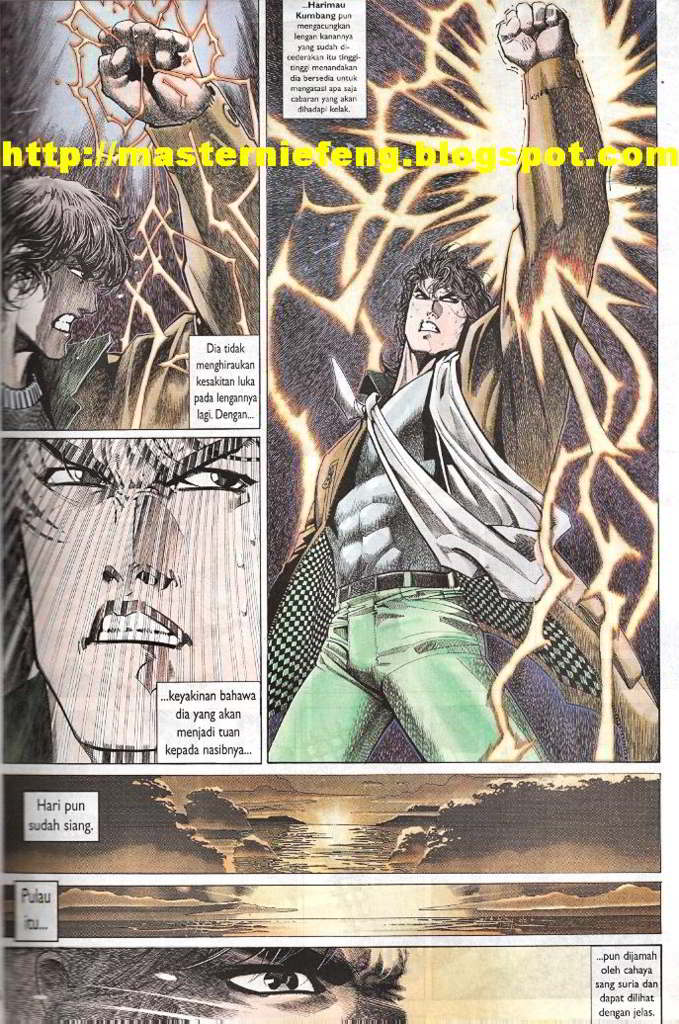 Dia tidak
menghiraukan
kesakitan luka
pada lengannya
lagi. Dengan...
...keyakinan bahawa
dia yang akan
menjadi tuan
kepada nasibnya...
...Harimau
Kumbang pun
mengacungkan
lengan kanannya
yang sudah di-
cederakan itu tinggi-
tinggi menandakan
dia bersedia untuk
mengatasi apa saja
cabaran yang akan
dihadapi kelak.
http://masterniefeng.blogspot.com
Hari pun
sudah siang.
Pulau
itu...
...pun dijamah
oleh cahaya
sang suria dan
dapat dilihat
dengan jelas.